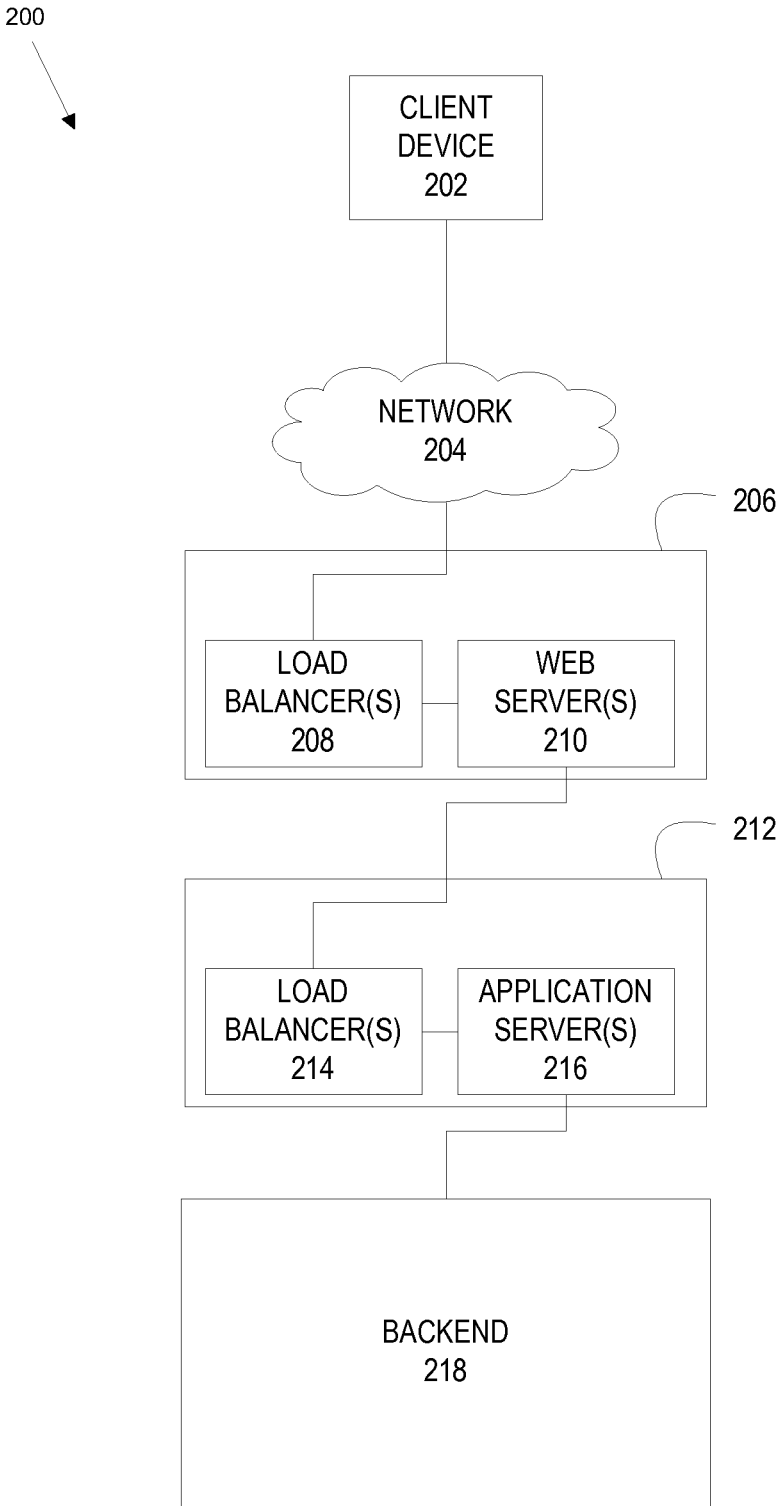 200
CLIENT
DEVICE
202
NETWORK
204
206
LOAD
BALANCER(S)
208
WEB
SERVER(S)
210
212
LOAD
BALANCER(S)
214
APPLICATION
SERVER(S)
216
BACKEND
218